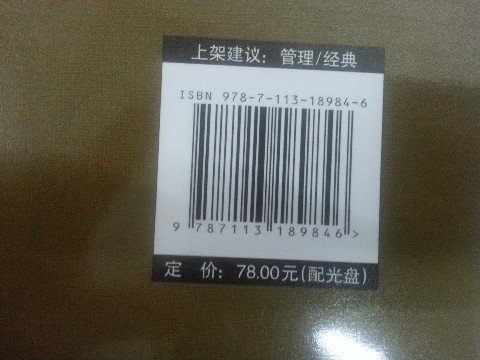 上架建议：管理/经典
ISBN 978-7-113-18984-6
9 787113 189846 >
定 价：78.00元(配光盘)